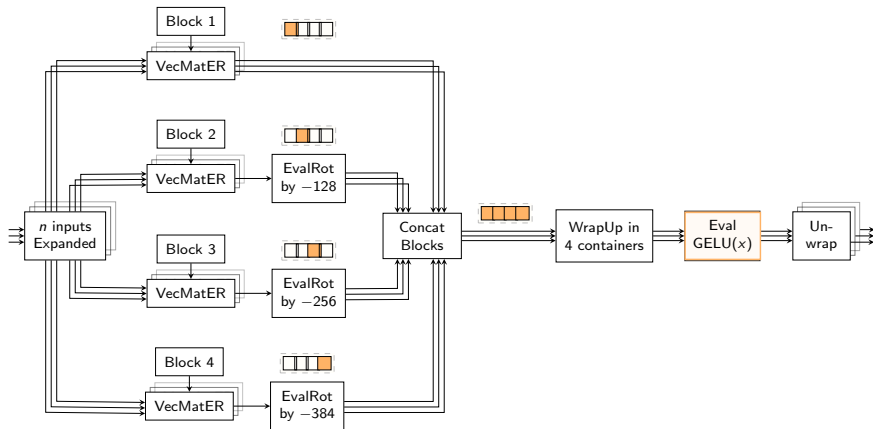 Block 1
VecMatER
Block 2
VecMatER
EvalRot
by −128
n inputs
Expanded
Concat
Blocks
WrapUp in
4 containers
Eval
GELU(x)
Un-
wrap
Block 3
VecMatER
EvalRot
by −256
Block 4
VecMatER
EvalRot
by −384